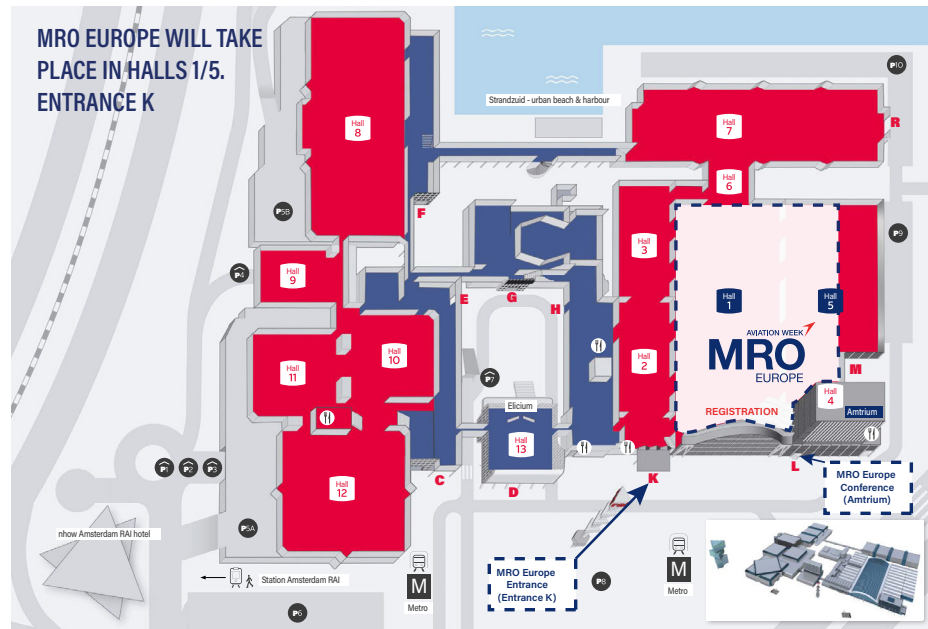 MRO EUROPE WILL TAKE
PLACE IN HALLS 1/5.
ENTRANCE K
P10
Strandzuid - urban beach & harbour
Hall
8
Hall
7
R
Hall
6
F
P5B
P9
Hall
3
Hall
9
P4
E
G
H
Hall
1
Hall
5
AVIATION WEEK
MRO
EUROPE
Hall
10
Hall
11
Hall
2
M
P7
Hall
4
Elicium
REGISTRATION
Amtrium
Hall
13
P1
P2
P3
C
D
K
L
Hall
12
MRO Europe
Conference
(Amtrium)
P5A
nhow Amsterdam RAI hotel
M
Metro
Station Amsterdam RAI
MRO Europe
Entrance
(Entrance K)
P8
M
Metro
P6